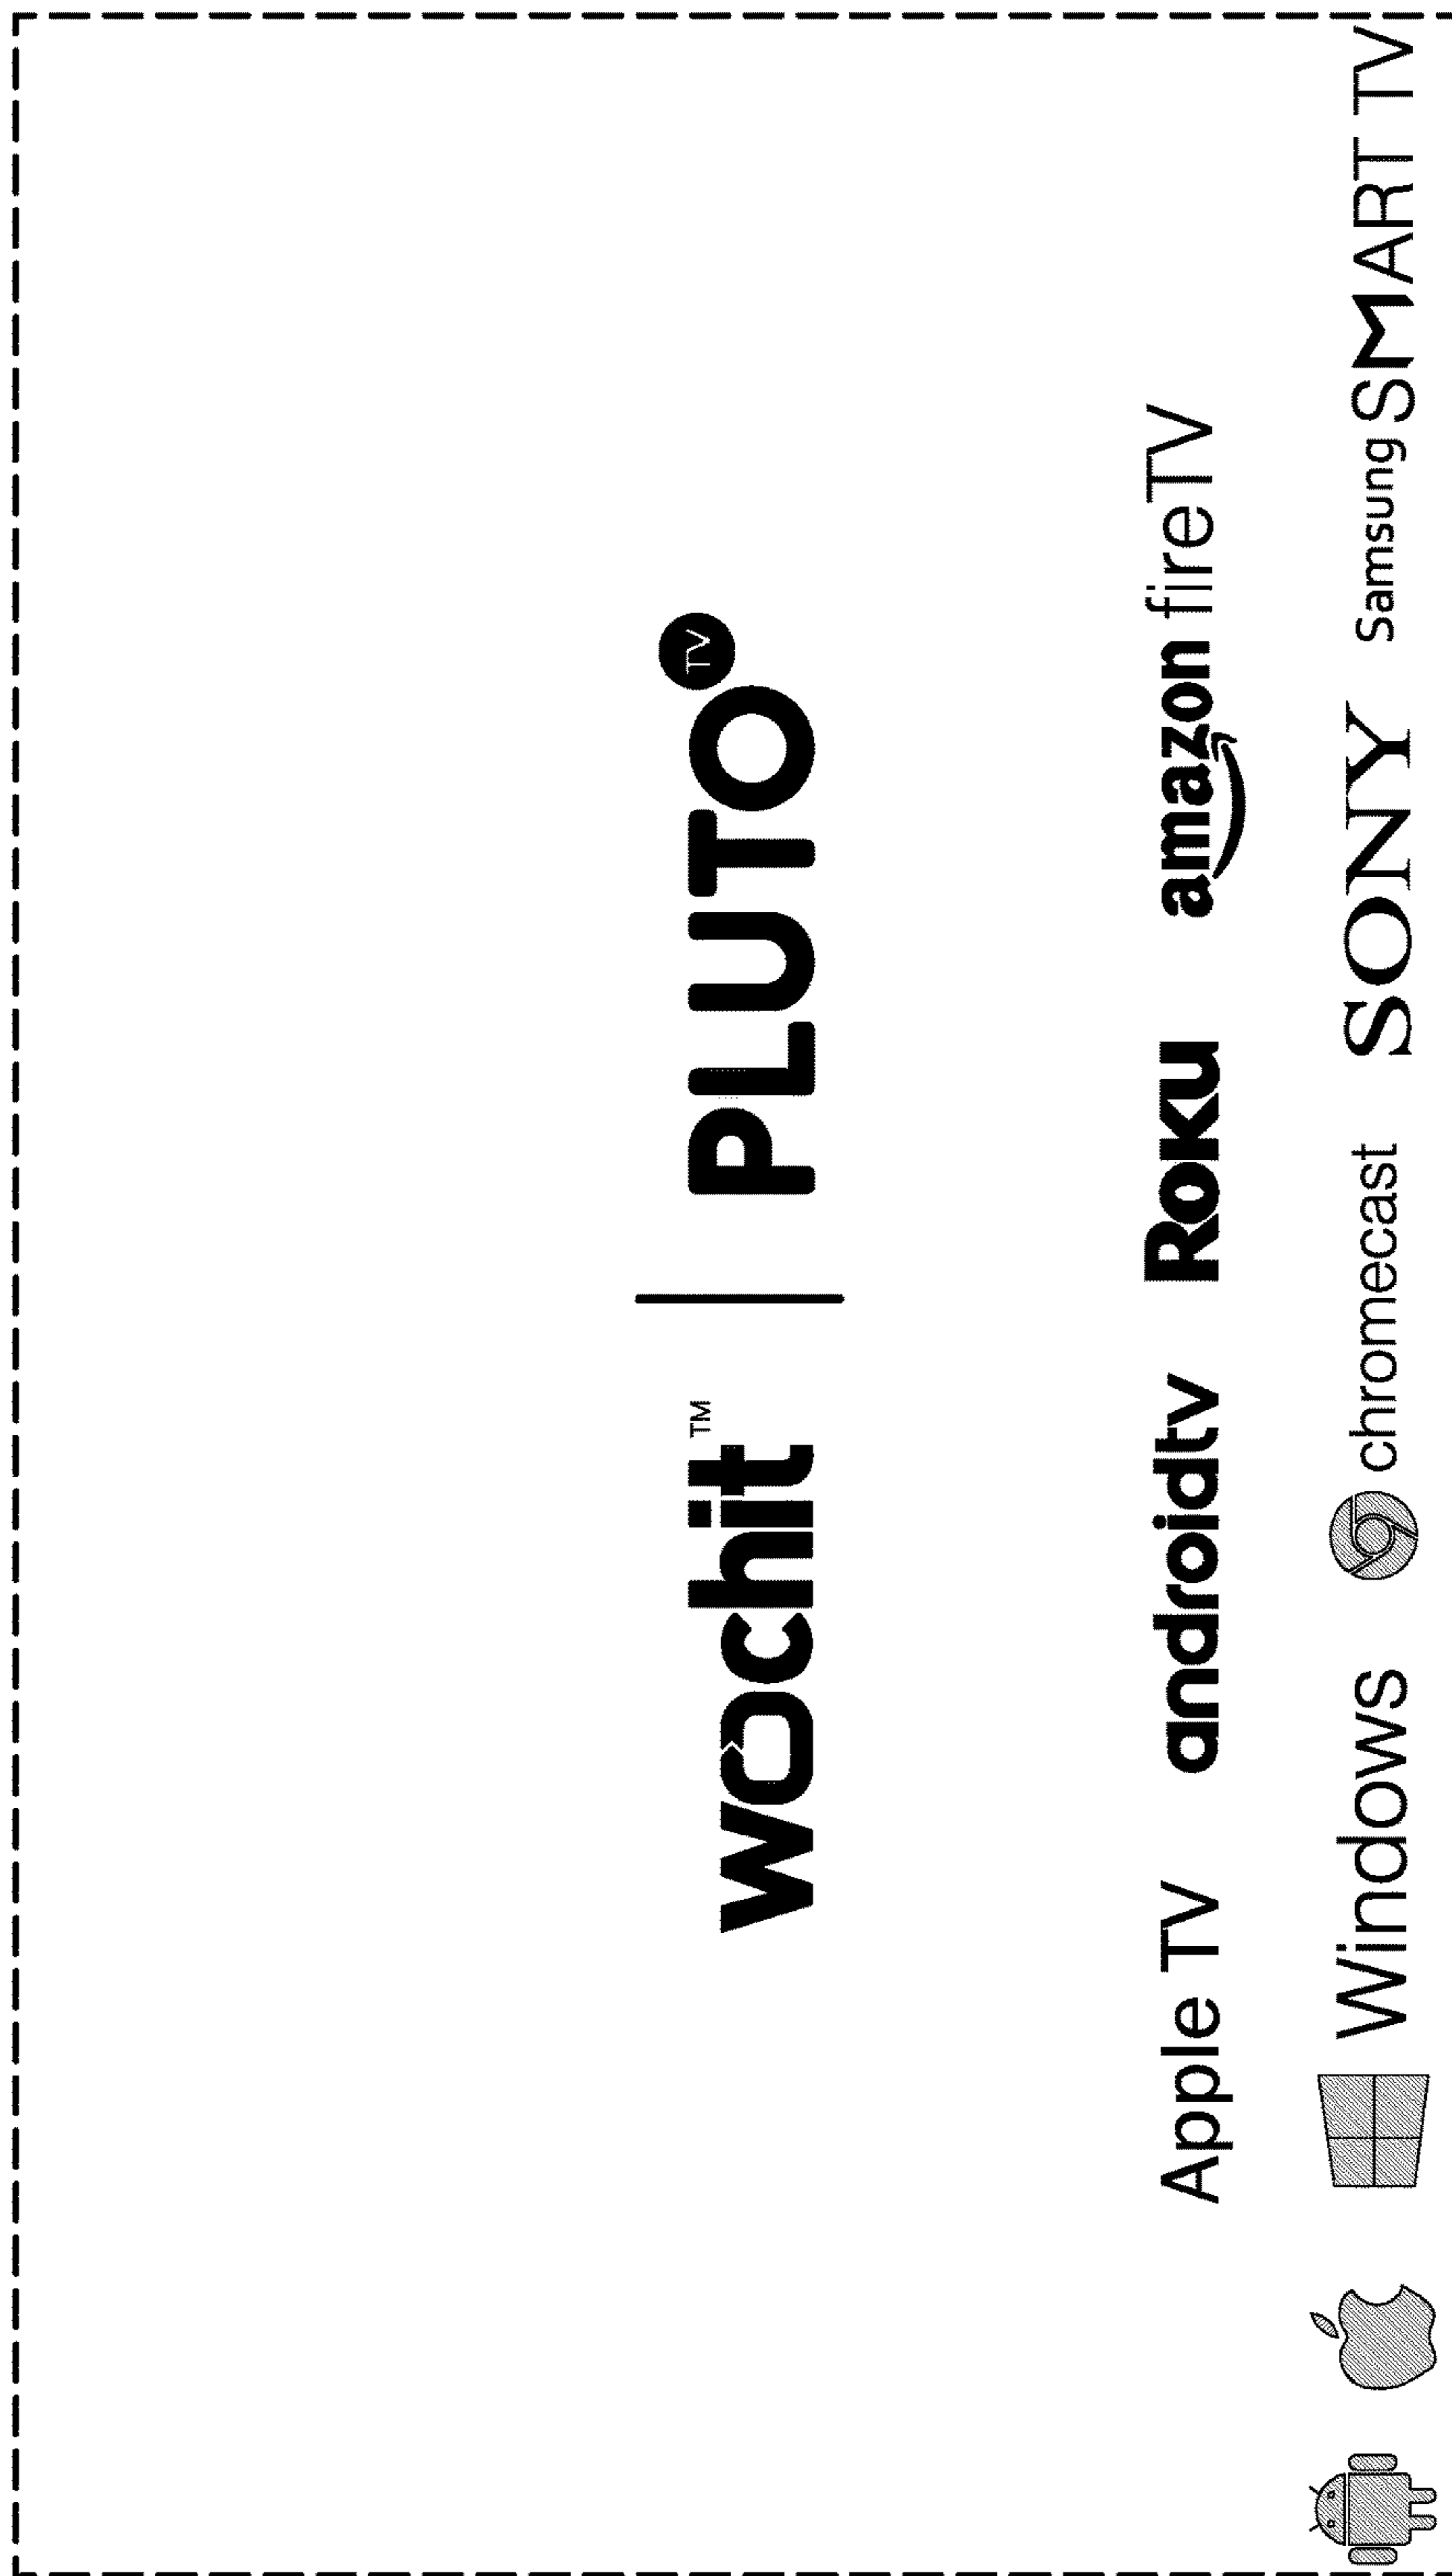 wochit™ | PLUTO TV
Apple TV androidtv Roku amazon fireTV
Windows chromecast SONY Samsung SMART TV